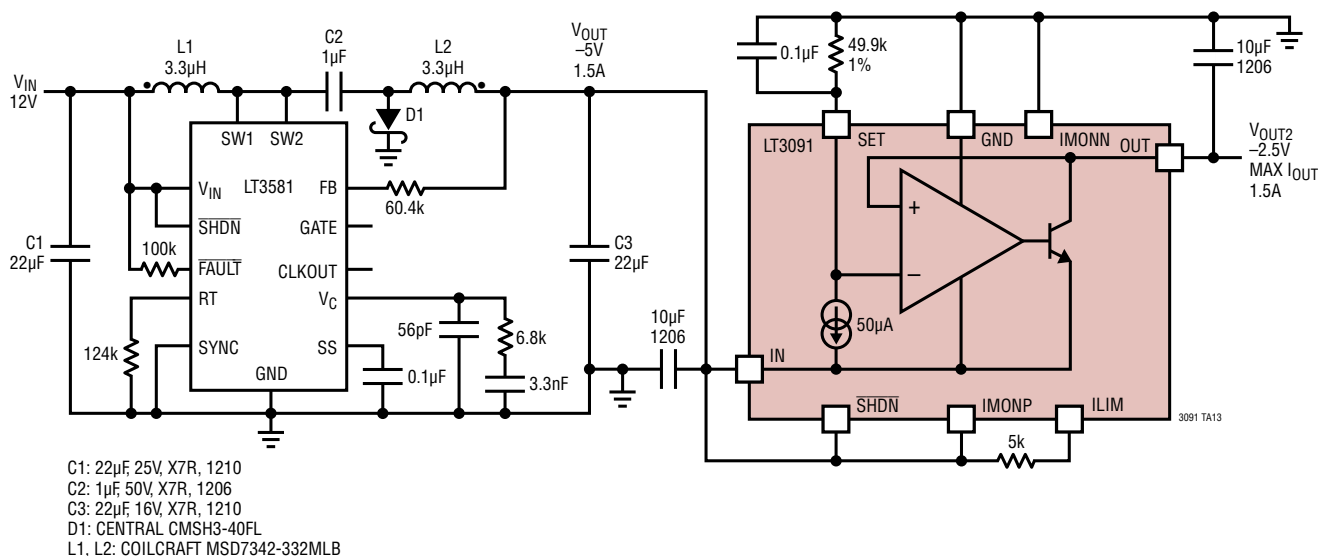 VIN
12V
L1
3.3µH
C2
1µF
L2
3.3µH
D1
VOUT
–5V
1.5A
SW1
SW2
LT3581
VIN
SHDN
FAULT
RT
SYNC
GND
FB
GATE
CLKOUT
VC
SS
C1
22µF
100k
124k
60.4k
56pF
6.8k
0.1µF
3.3nF
C3
22µF
10µF
1206
0.1µF
49.9k
1%
LT3091
SET
GND
IMONN
OUT
+
–
50µA
IN
SHDN
IMONP
ILIM
5k
10µF
1206
VOUT2
–2.5V
MAX IOUT
1.5A
3091 TA13
C1: 22µF, 25V, X7R, 1210
C2: 1µF, 50V, X7R, 1206
C3: 22µF, 16V, X7R, 1210
D1: CENTRAL CMSH3-40FL
L1, L2: COILCRAFT MSD7342-332MLB